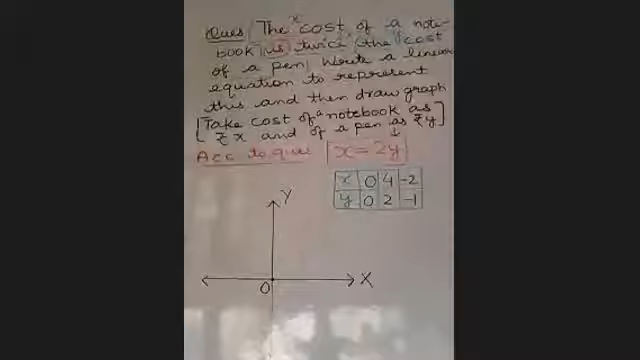 Ques The cost of a note-
book is twice the cost
of a pen. Write a linear
equation to represent
this and then draw graph
[Take cost of a notebook as
₹ x and of a pen as ₹ y]
Acc to ques x = 2y
x 0 4 -2
y 0 2 -1
Y
X
O